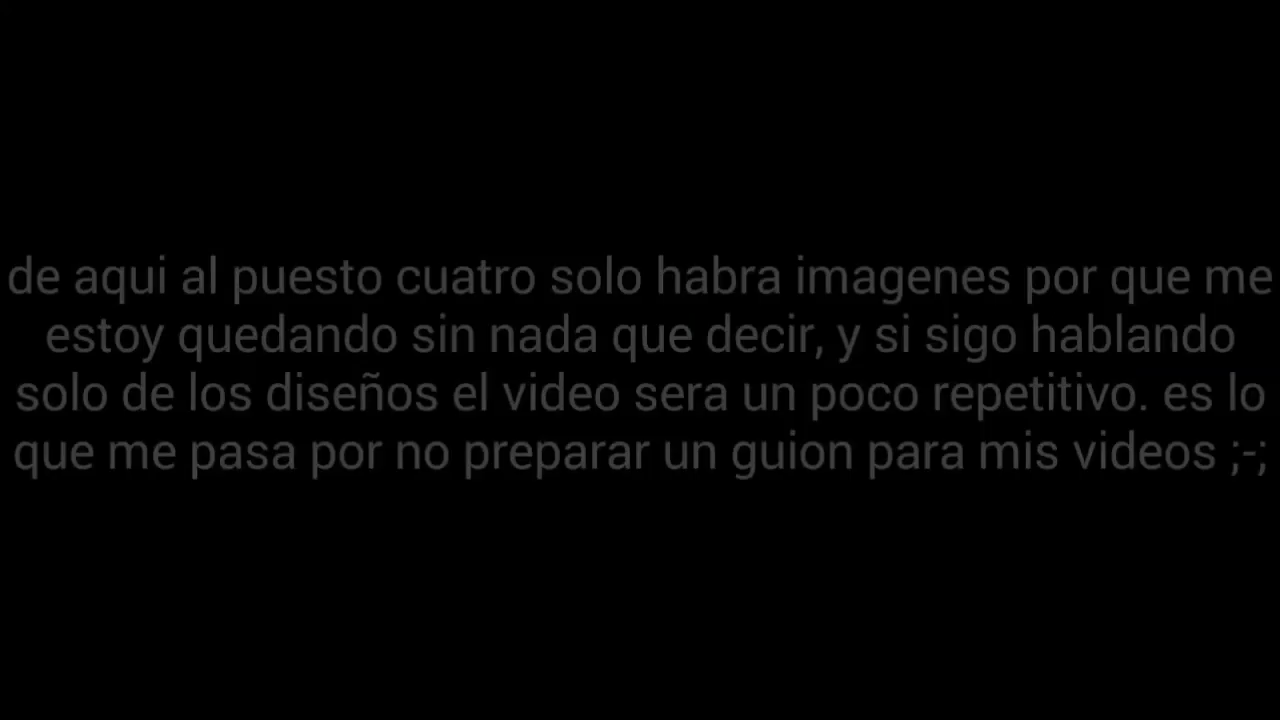 de aqui al puesto cuatro solo habra imagenes por que me
estoy quedando sin nada que decir, y si sigo hablando
solo de los diseños el video sera un poco repetitivo. es lo
que me pasa por no preparar un guion para mis videos ;-;